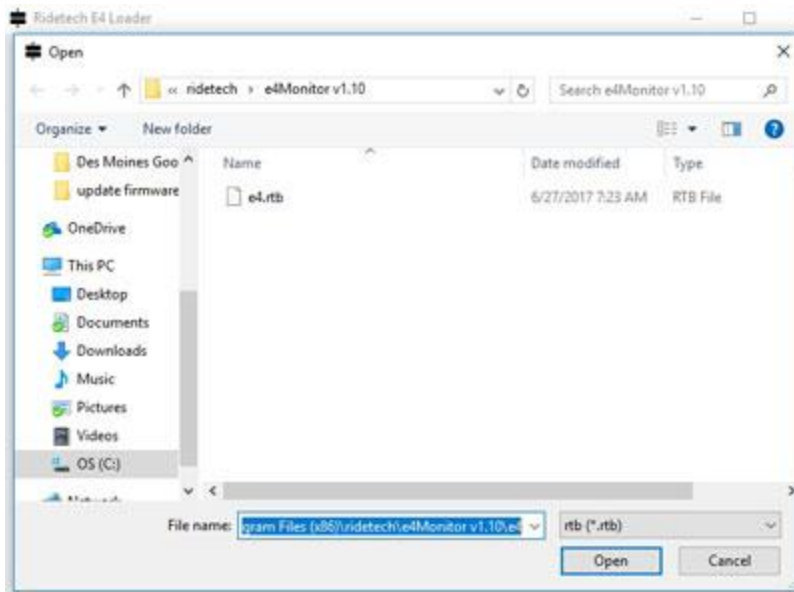 Ridetech E4 Loader
Open
« ridetech › e4Monitor v1.10
Search e4Monitor v1.10
Organize
New folder
Name
Date modified
Type
Des Moines Goo
update firmware
e4.rtb
6/27/2017 7:23 AM
RTB File
OneDrive
This PC
Desktop
Documents
Downloads
Music
Pictures
Videos
OS (C:)
File name:
gram Files (x86)\ridetech\e4Monitor v1.10\e4
rtb (*.rtb)
Open
Cancel